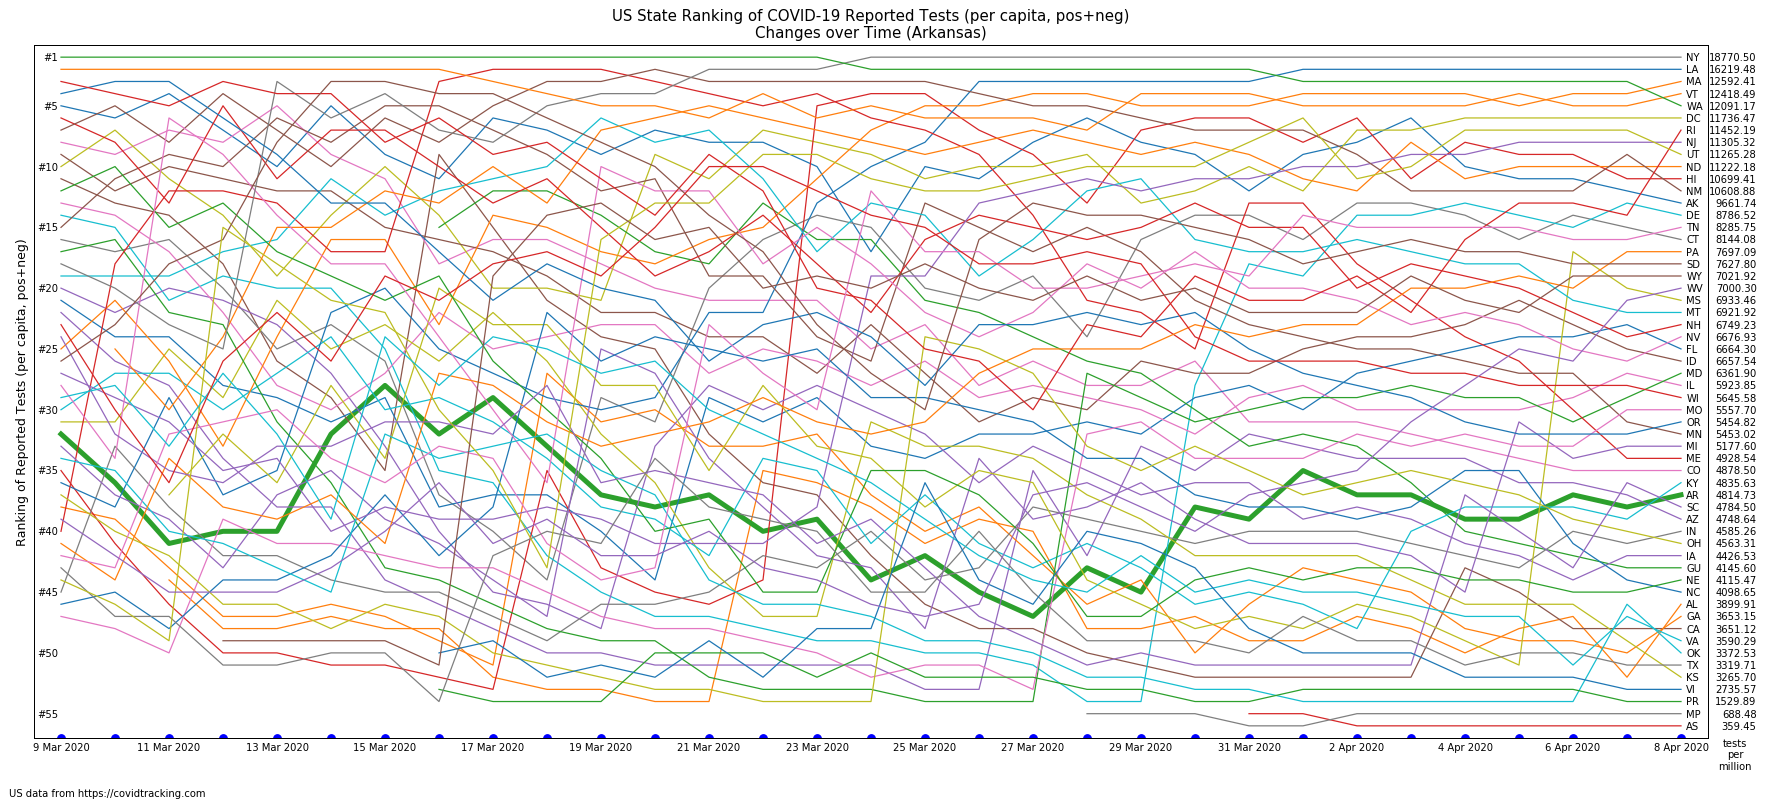 US State Ranking of COVID-19 Reported Tests (per capita, pos+neg)
Changes over Time (Arkansas)
Ranking of Reported Tests (per capita, pos+neg)
#1
#5
#10
#15
#20
#25
#30
#35
#40
#45
#50
#55
NY 18770.50
LA 16219.48
MA 12592.41
VT 12418.49
WA 12091.17
DC 11736.47
RI 11452.19
NJ 11305.32
UT 11265.28
ND 11222.18
HI 10699.41
NM 10608.88
AK 9661.74
DE 8786.52
TN 8285.75
CT 8144.08
PA 7697.09
SD 7627.80
WY 7021.92
WV 7000.30
MS 6933.46
MT 6921.92
NH 6749.23
NV 6676.93
FL 6664.30
ID 6657.54
MD 6361.90
IL 5923.85
WI 5645.58
MO 5557.70
OR 5454.82
MN 5453.02
MI 5177.60
ME 4928.54
CO 4878.50
KY 4835.63
AR 4814.73
SC 4784.50
AZ 4748.64
IN 4585.26
OH 4563.31
IA 4426.53
GU 4145.60
NE 4115.47
NC 4098.65
AL 3899.91
GA 3653.15
CA 3651.12
VA 3590.29
OK 3372.53
TX 3319.71
KS 3265.70
VI 2735.57
PR 1529.89
MP 688.48
AS 359.45
9 Mar 2020 11 Mar 2020 13 Mar 2020 15 Mar 2020 17 Mar 2020 19 Mar 2020 21 Mar 2020 23 Mar 2020 25 Mar 2020 27 Mar 2020 29 Mar 2020 31 Mar 2020 2 Apr 2020 4 Apr 2020 6 Apr 2020 8 Apr 2020
tests
per
million
US data from https://covidtracking.com